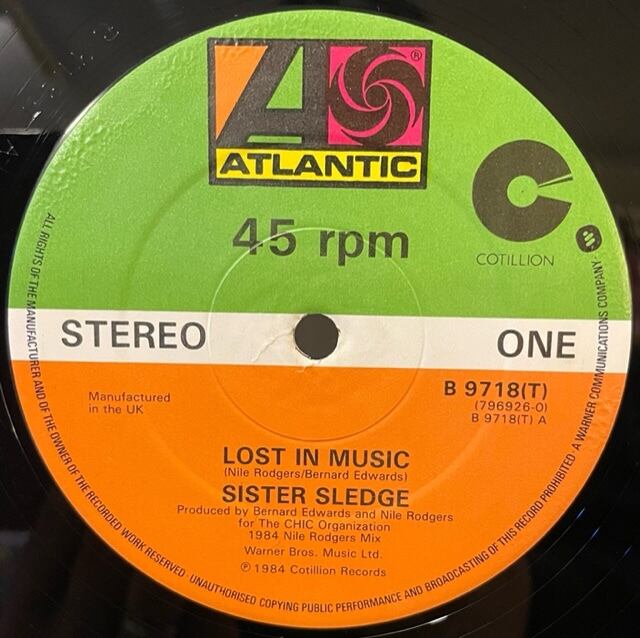 ATLANTIC
®
45 rpm
COTILLION
STEREO
ONE
Manufactured
in the UK
B 9718(T)
(796926-0)
B 9718(T) A
LOST IN MUSIC
(Nile Rodgers/Bernard Edwards)
SISTER SLEDGE
Produced by Bernard Edwards and Nile Rodgers
for The CHIC Organization
1984 Nile Rodgers Mix
Warner Bros. Music Ltd.
℗ 1984 Cotillion Records
ALL RIGHTS OF THE MANUFACTURER AND OF THE OWNER OF THE RECORDED WORK RESERVED · UNAUTHORISED COPYING PUBLIC PERFORMANCE AND BROADCASTING OF THIS RECORD PROHIBITED A WARNER COMMUNICATIONS COMPANY ·